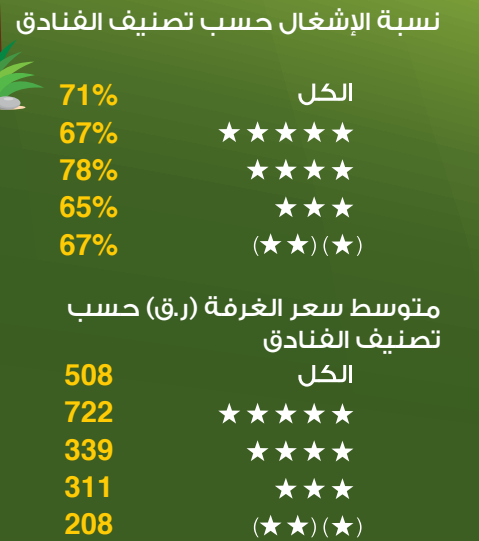 نسبة الإشغال حسب تصنيف الفنادق
الكل 71%
★★★★★ 67%
★★★★ 78%
★★★ 65%
(★)(★★) 67%
متوسط سعر الغرفة (ر.ق) حسب
تصنيف الفنادق
الكل 508
★★★★★ 722
★★★★ 339
★★★ 311
(★)(★★) 208